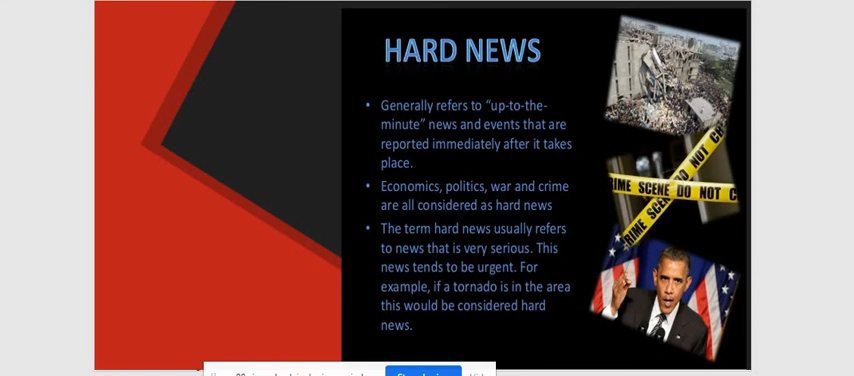 HARD NEWS
• Generally refers to “up-to-the-
minute” news and events that are
reported immediately after it takes
place.
• Economics, politics, war and crime
are all considered as hard news
• The term hard news usually refers
to news that is very serious. This
news tends to be urgent. For
example, if a tornado is in the area
this would be considered hard
news.
DO NOT CR
CRIME SCENE DO NOT C
CRIME SCENE